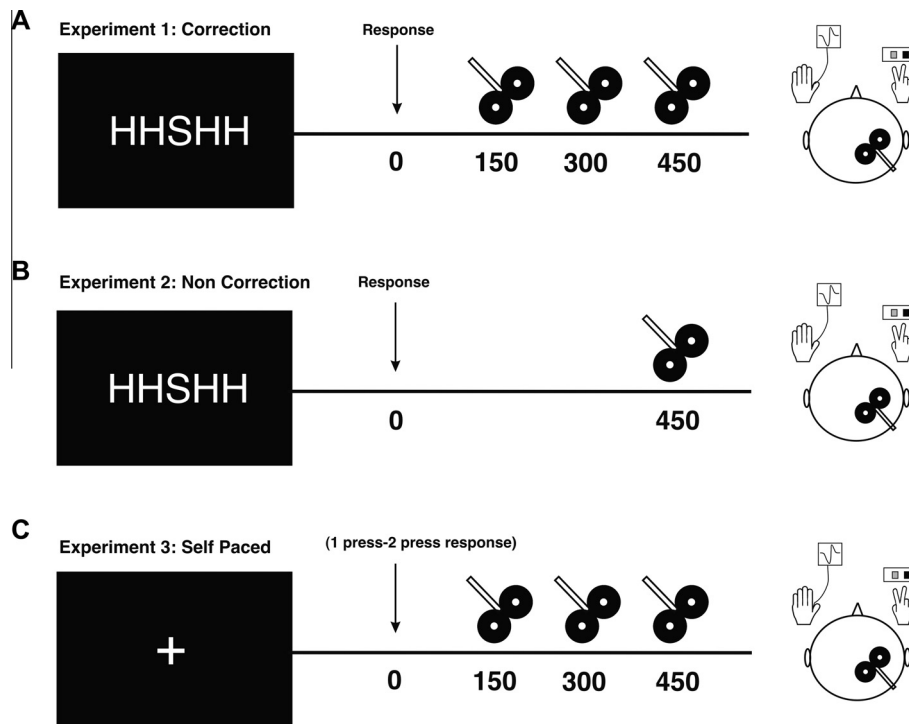 A
Experiment 1: Correction
Response
HHSHH
0 150 300 450
B
Experiment 2: Non Correction
Response
HHSHH
0 450
C
Experiment 3: Self Paced
(1 press-2 press response)
+
0 150 300 450